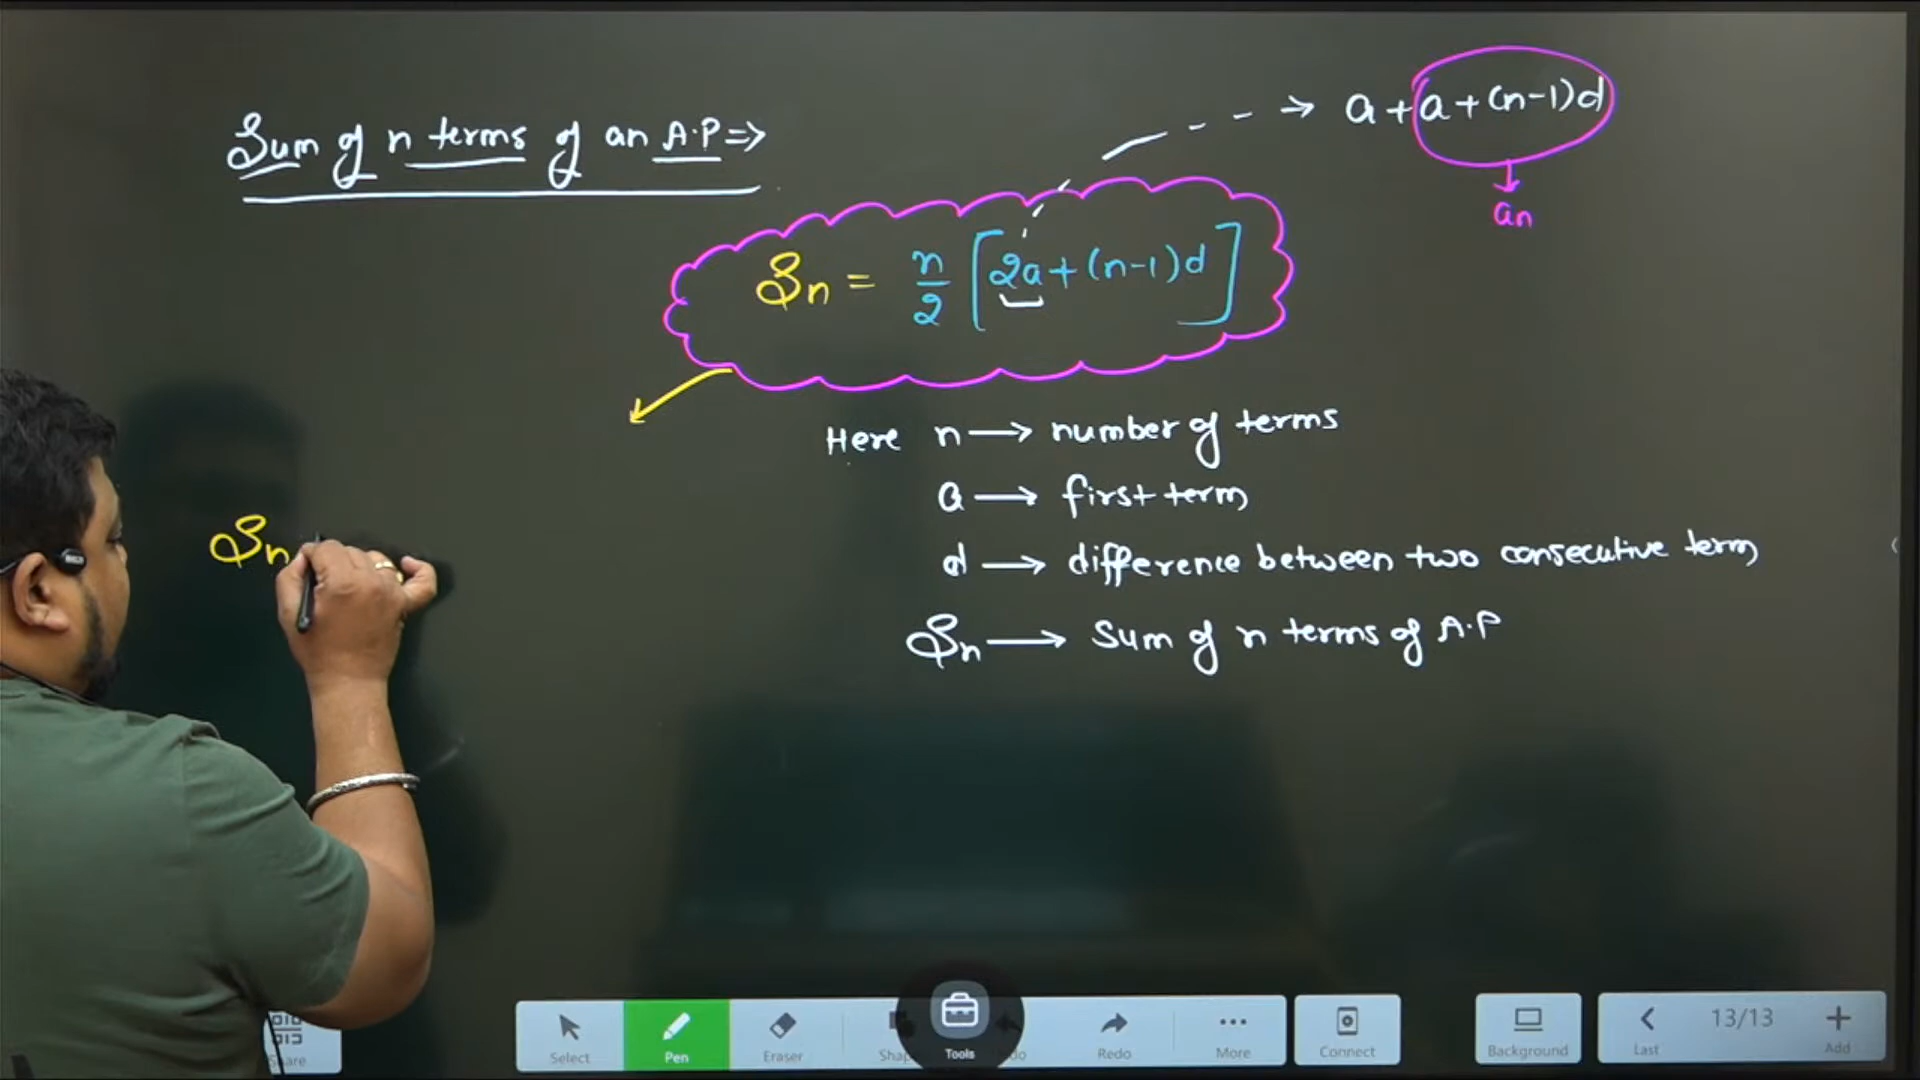 Sum of n terms of an A.P ⇒
a + a + (n-1)d
an
Sn = n/2 [2a + (n-1)d]
Here n → number of terms
a → first term
d → difference between two consecutive term
Sn → Sum of n terms of A.P
Sn
Select
Pen
Eraser
Tools
Redo
More
Connect
Background
Last
13/13
Add